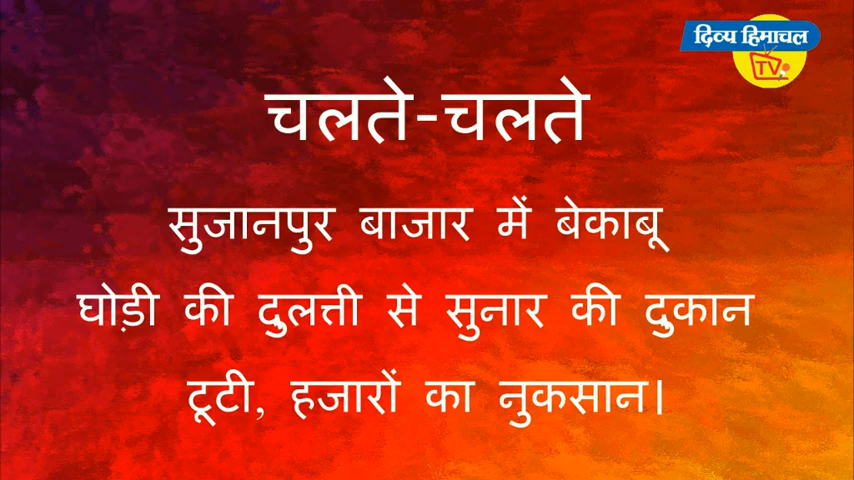 दिव्य हिमाचल
TV
चलते-चलते
सुजानपुर बाजार में बेकाबू
घोड़ी की दुलत्ती से सुनार की दुकान
टूटी, हजारों का नुकसान।